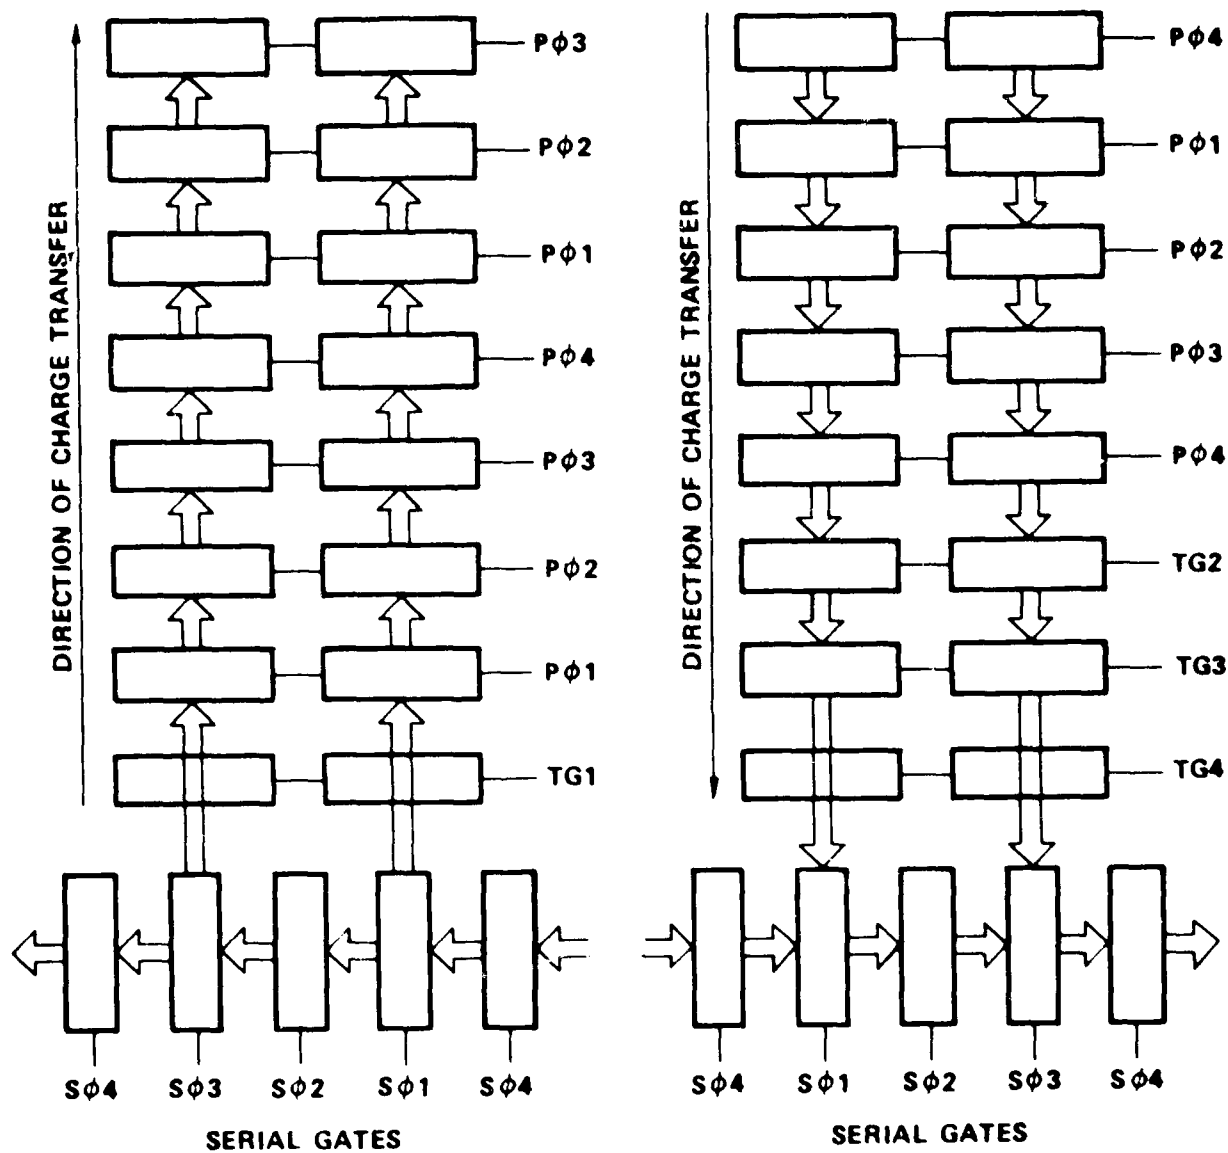 DIRECTION OF CHARGE TRANSFER
Pϕ3
Pϕ2
Pϕ1
Pϕ4
Pϕ3
Pϕ2
Pϕ1
TG1
Sϕ4 Sϕ3 Sϕ2 Sϕ1 Sϕ4
SERIAL GATES
DIRECTION OF CHARGE TRANSFER
Pϕ4
Pϕ1
Pϕ2
Pϕ3
Pϕ4
TG2
TG3
TG4
Sϕ4 Sϕ1 Sϕ2 Sϕ3 Sϕ4
SERIAL GATES